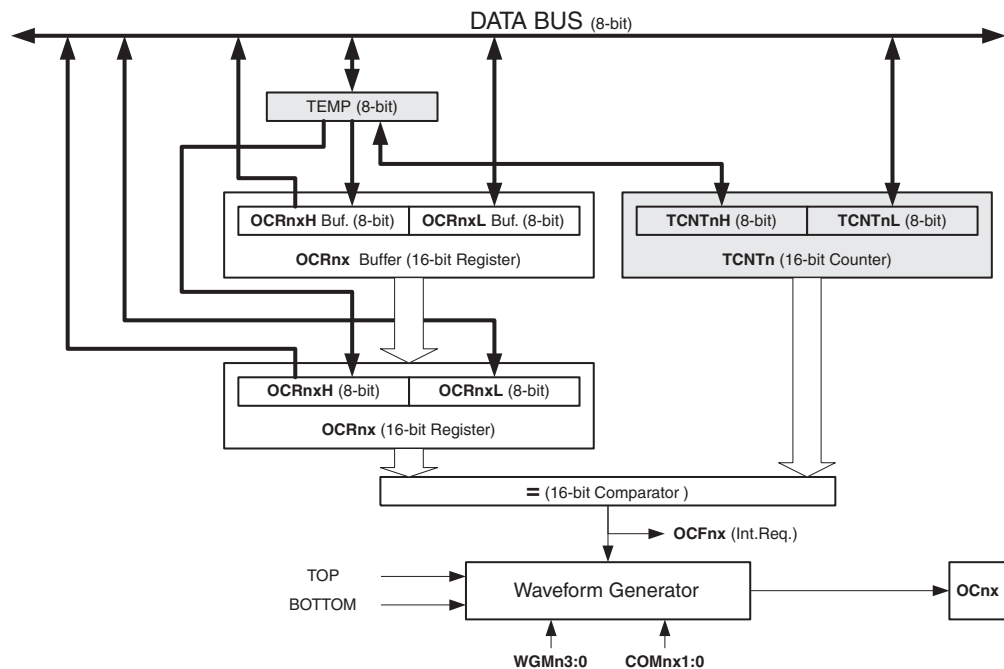 DATA BUS (8-bit)
TEMP (8-bit)
OCRnxH Buf. (8-bit)
OCRnxL Buf. (8-bit)
TCNTnH (8-bit)
TCNTnL (8-bit)
OCRnx Buffer (16-bit Register)
TCNTn (16-bit Counter)
OCRnxH (8-bit)
OCRnxL (8-bit)
OCRnx (16-bit Register)
= (16-bit Comparator )
OCFnx (Int.Req.)
TOP
BOTTOM
Waveform Generator
OCnx
WGMn3:0
COMnx1:0